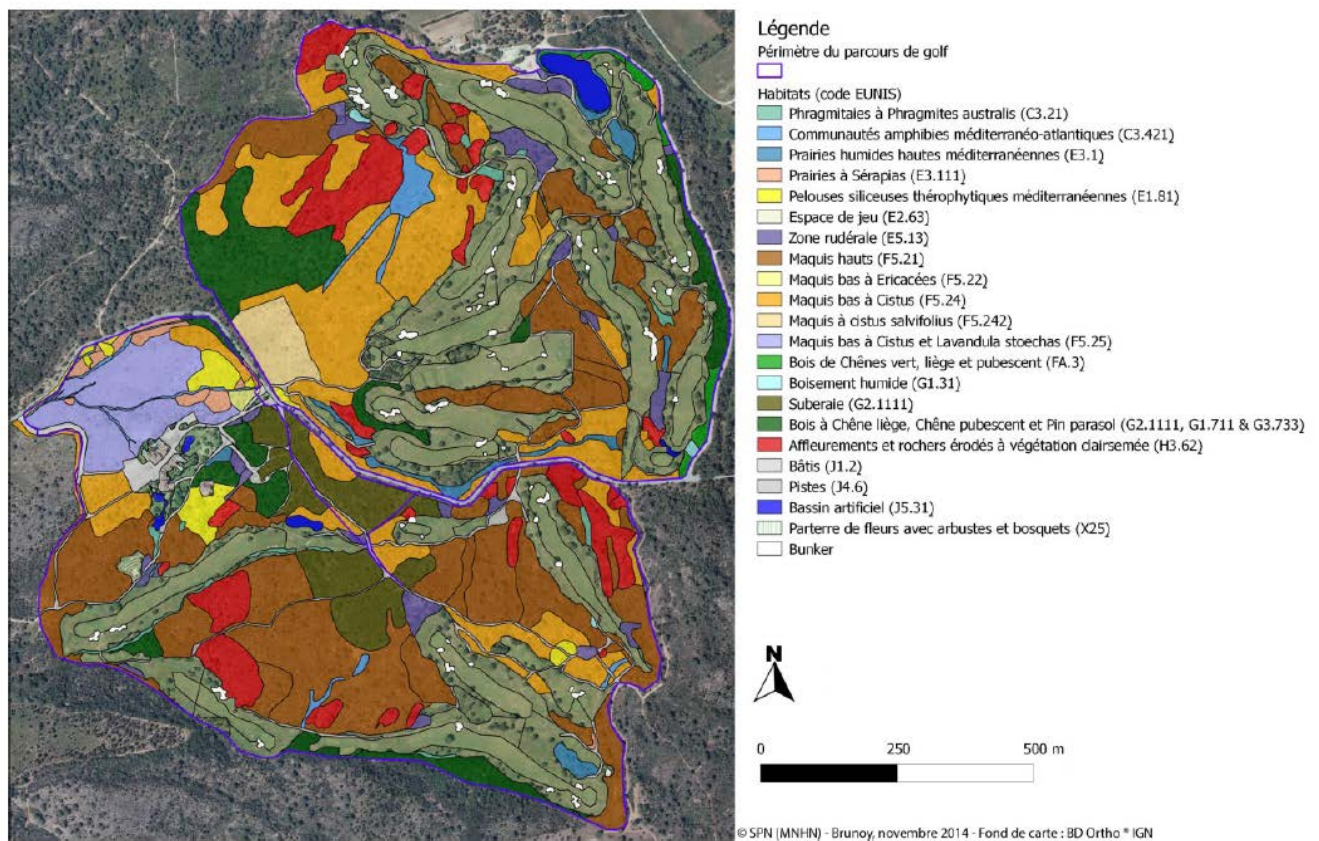 Légende
Périmètre du parcours de golf
Habitats (code EUNIS)
Phragmitaies à Phragmites australis (C3.21)
Communautés amphibies méditerranéo-atlantiques (C3.421)
Prairies humides hautes méditerranéennes (E3.1)
Prairies à Sérapias (E3.111)
Pelouses siliceuses thérophytiques méditerranéennes (E1.81)
Espace de jeu (E2.63)
Zone rudérale (E5.13)
Maquis hauts (F5.21)
Maquis bas à Ericacées (F5.22)
Maquis bas à Cistus (F5.24)
Maquis à cistus salvifolius (F5.242)
Maquis bas à Cistus et Lavandula stoechas (F5.25)
Bois de Chênes vert, liège et pubescent (FA.3)
Boisement humide (G1.31)
Suberaie (G2.1111)
Bois à Chêne liège, Chêne pubescent et Pin parasol (G2.1111, G1.711 & G3.733)
Affleurements et rochers érodés à végétation clairsemée (H3.62)
Bâtis (J1.2)
Pistes (J4.6)
Bassin artificiel (J5.31)
Parterre de fleurs avec arbustes et bosquets (X25)
Bunker
N
0 250 500 m
© SPN (MNHN) - Brunoy, novembre 2014 - Fond de carte : BD Ortho ® IGN